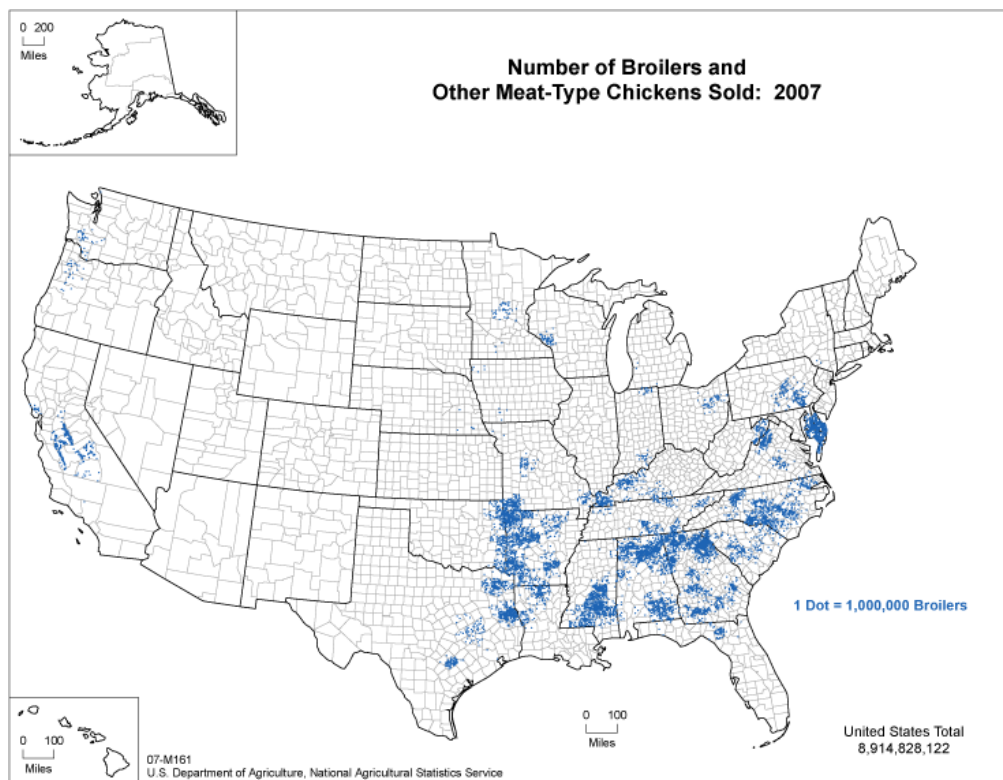 0 200
Miles
Number of Broilers and
Other Meat-Type Chickens Sold: 2007
1 Dot = 1,000,000 Broilers
0 100
Miles
United States Total
8,914,828,122
0 100
Miles
07-M161
U.S. Department of Agriculture, National Agricultural Statistics Service